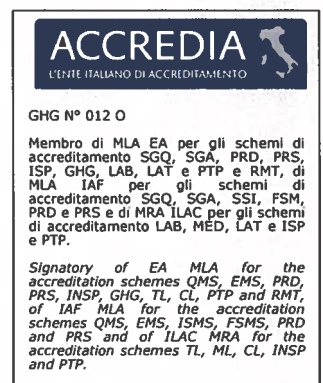 ACCREDIA
L'ENTE ITALIANO DI ACCREDITAMENTO
GHG N° 012 O
Membro di MLA EA per gli schemi di
accreditamento SGQ, SGA, PRD, PRS,
ISP, GHG, LAB, LAT e PTP e RMT, di
MLA IAF per gli schemi di
accreditamento SGQ, SGA, SSI, FSM,
PRD e PRS e di MRA ILAC per gli schemi
di accreditamento LAB, MED, LAT e ISP
e PTP.
Signatory of EA MLA for the
accreditation schemes QMS, EMS, PRD,
PRS, INSP, GHG, TL, CL, PTP and RMT,
of IAF MLA for the accreditation
schemes QMS, EMS, ISMS, FSMS, PRD
and PRS and of ILAC MRA for the
accreditation schemes TL, ML, CL, INSP
and PTP.